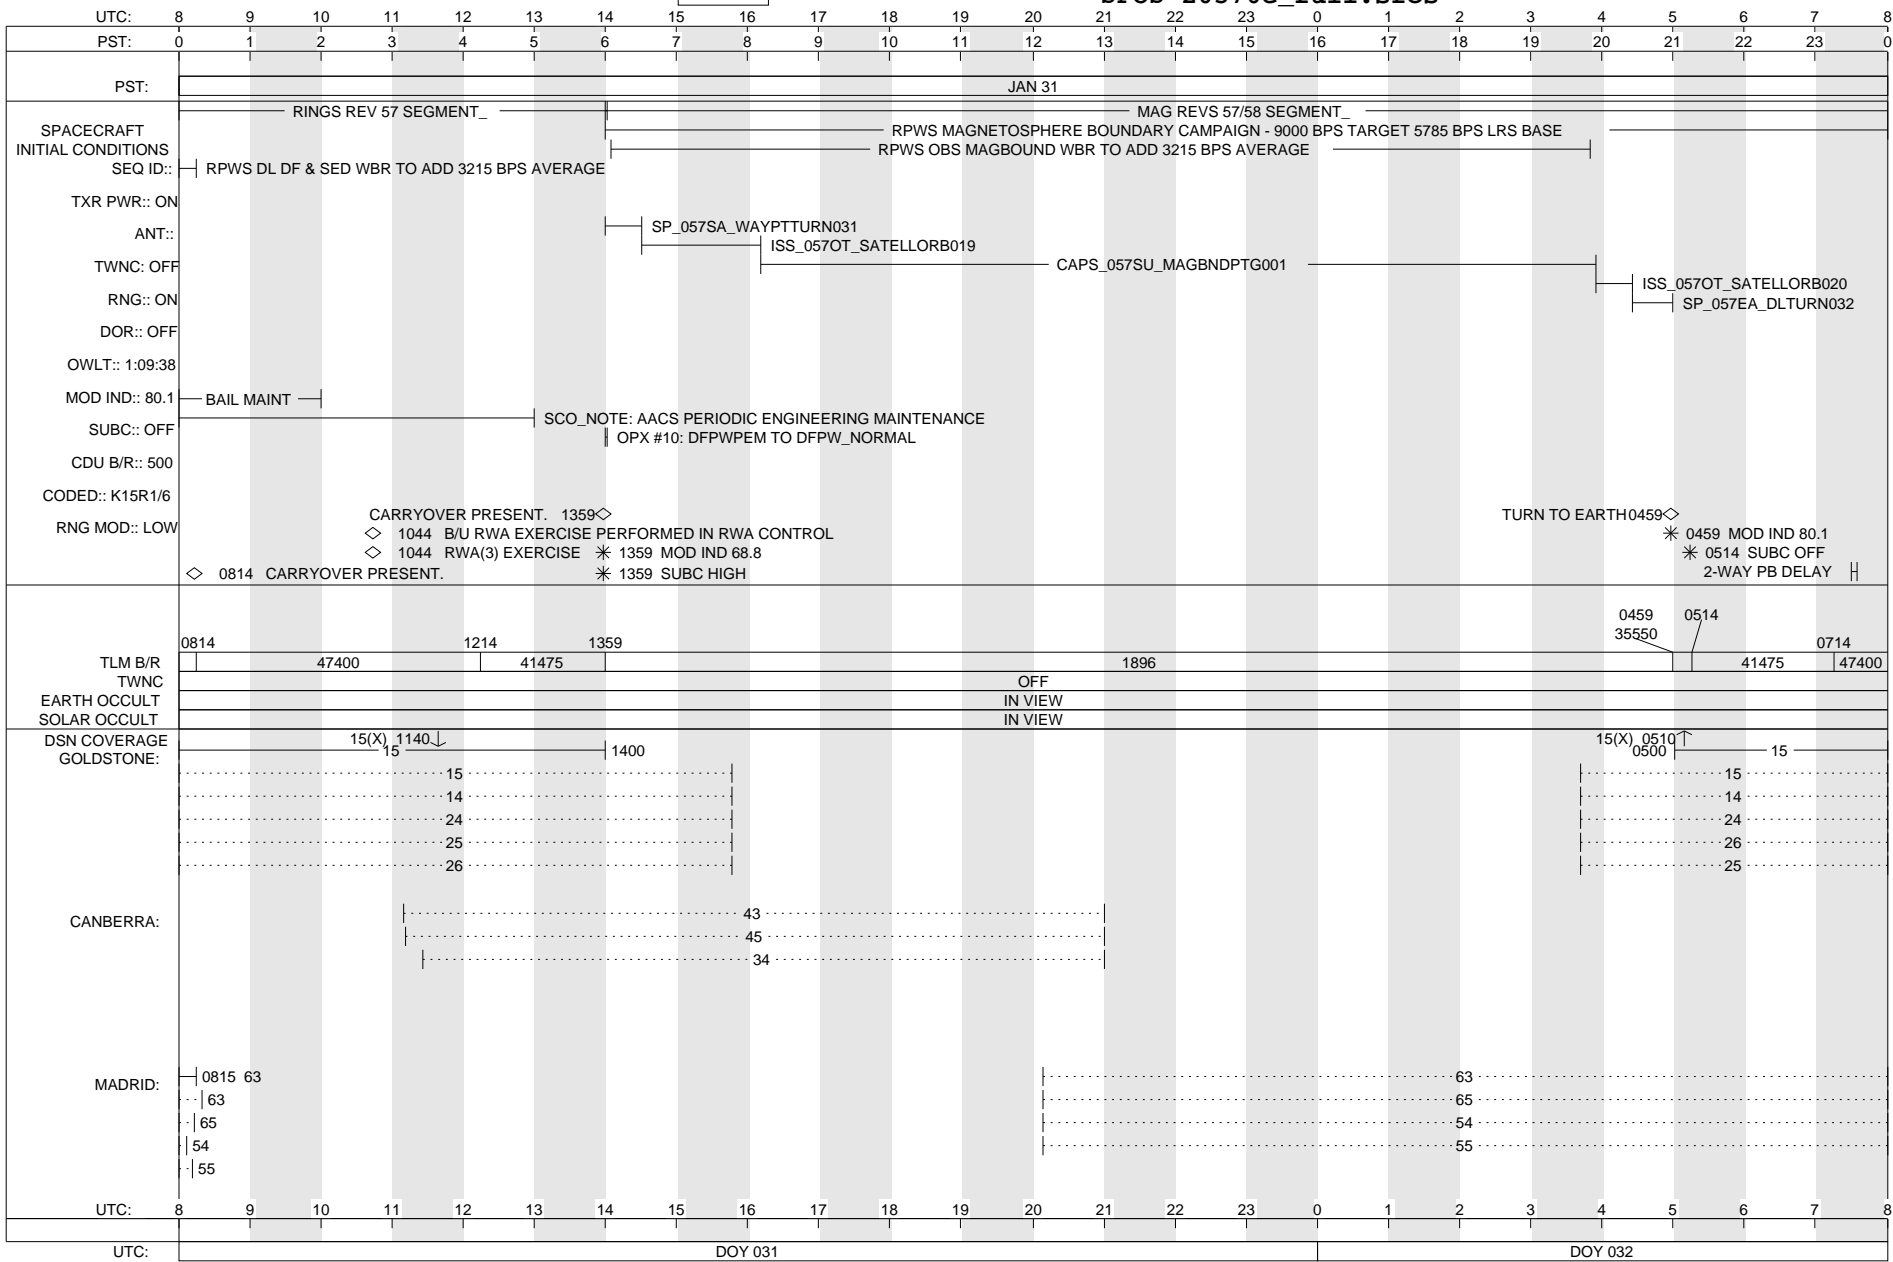 UTC: 8 9 10 11 12 13 14 15 16 17 18 19 20 21 22 23 0 1 2 3 4 5 6 7 8
PST: 0 1 2 3 4 5 6 7 8 9 10 11 12 13 14 15 16 17 18 19 20 21 22 23 0
PST: JAN 31
RINGS REV 57 SEGMENT_ MAG REVS 57/58 SEGMENT_
SPACECRAFT RPWS MAGNETOSPHERE BOUNDARY CAMPAIGN - 9000 BPS TARGET 5785 BPS LRS BASE
INITIAL CONDITIONS RPWS OBS MAGBOUND WBR TO ADD 3215 BPS AVERAGE
SEQ ID:: RPWS DL DF & SED WBR TO ADD 3215 BPS AVERAGE
TXR PWR:: ON
SP_057SA_WAYPTTURN031
ANT::
ISS_057OT_SATELLORB019
TWNC: OFF CAPS_057SU_MAGBNDPTG001
ISS_057OT_SATELLORB020
RNG:: ON SP_057EA_DLTURN032
DOR:: OFF
OWLT:: 1:09:38
MOD IND:: 80.1 BAIL MAINT
SCO_NOTE: AACS PERIODIC ENGINEERING MAINTENANCE
SUBC:: OFF
OPX #10: DFPWPEM TO DFPW_NORMAL
CDU B/R:: 500
CODED:: K15R1/6
CARRYOVER PRESENT. 1359 TURN TO EARTH 0459
RNG MOD:: LOW 1044 B/U RWA EXERCISE PERFORMED IN RWA CONTROL 0459 MOD IND 80.1
1044 RWA(3) EXERCISE 1359 MOD IND 68.8 0514 SUBC OFF
0814 CARRYOVER PRESENT. 1359 SUBC HIGH 2-WAY PB DELAY
0459 0514
35550
0814 1214 1359 0714
TLM B/R 47400 41475 1896 41475 47400
TWNC OFF
EARTH OCCULT IN VIEW
SOLAR OCCULT IN VIEW
DSN COVERAGE 15(X) 1140 15(X) 0510
15 1400 0500 15
GOLDSTONE:
15 15
14 14
24 24
25 26
26 25
CANBERRA: 43
45
34
MADRID: 0815 63 63
63 65
65 54
54 55
55
UTC: 8 9 10 11 12 13 14 15 16 17 18 19 20 21 22 23 0 1 2 3 4 5 6 7 8
UTC: DOY 031 DOY 032